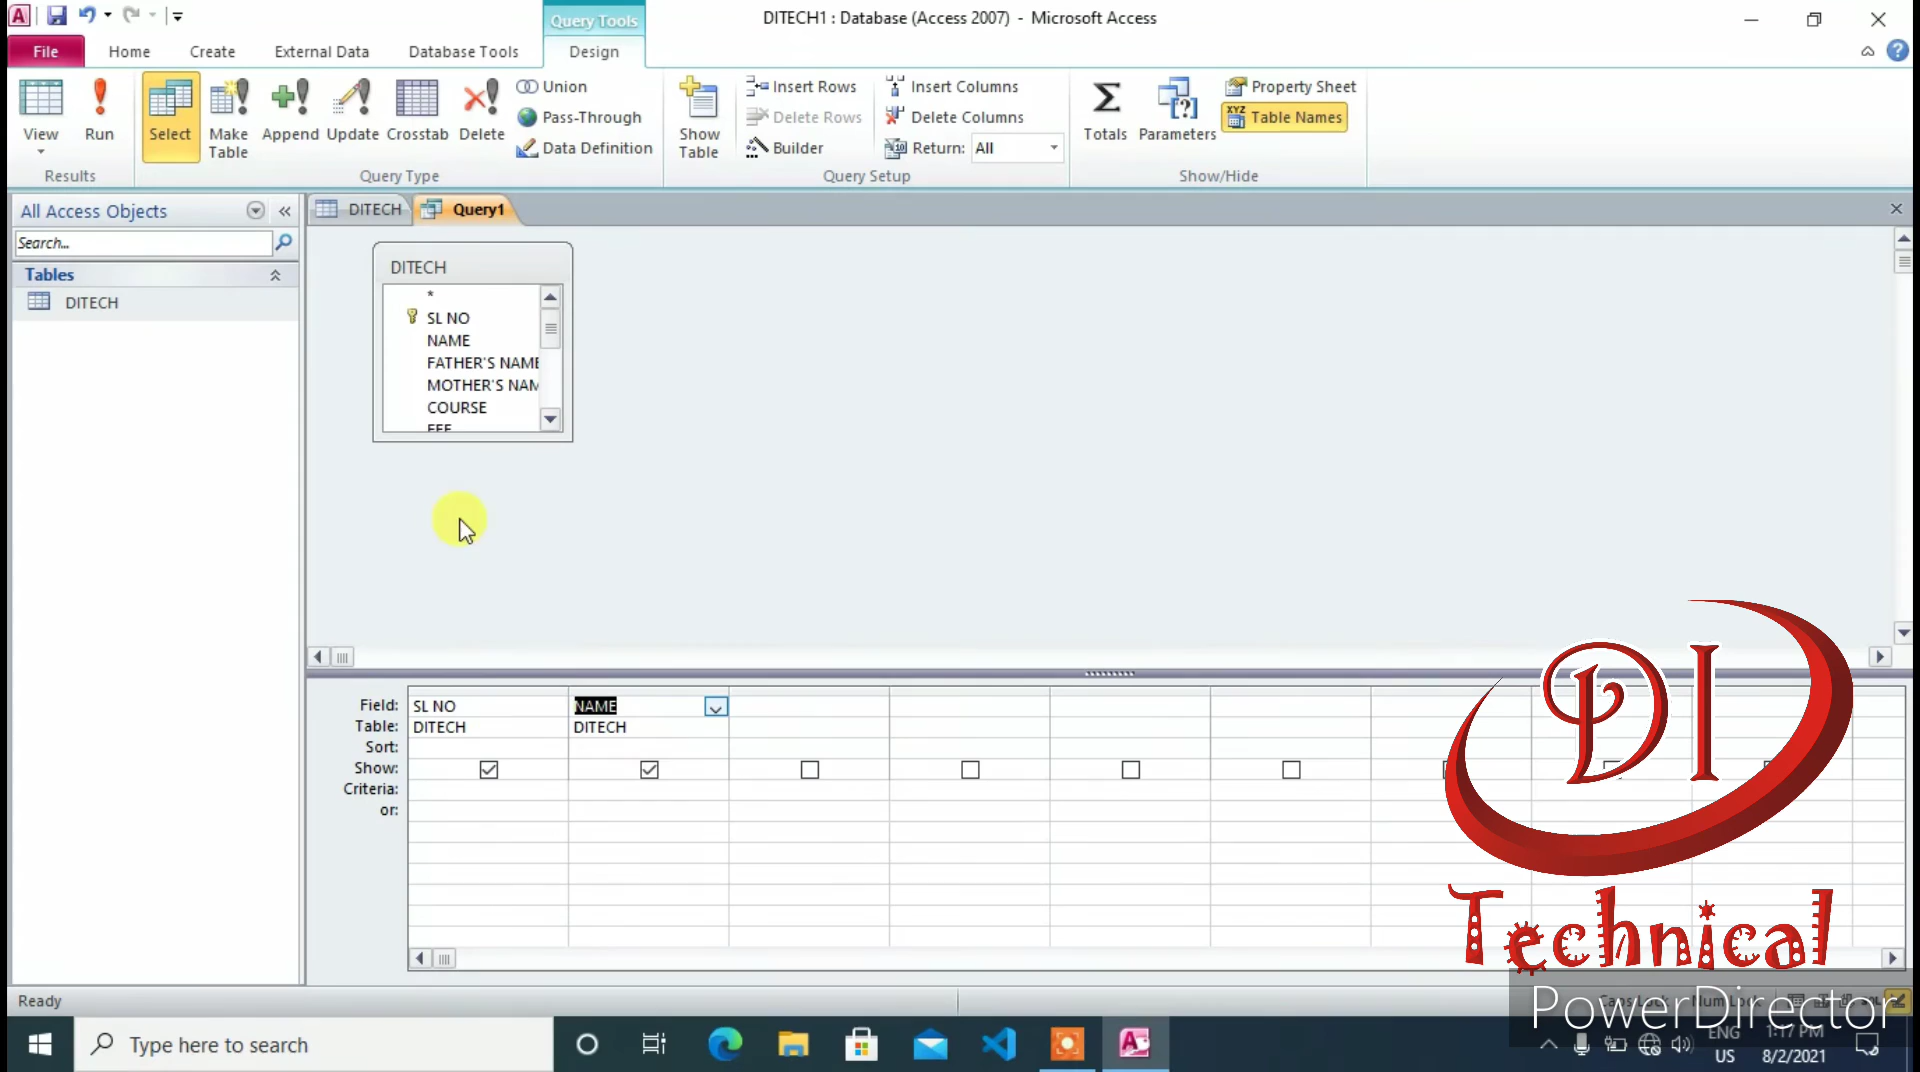 DITECH1 : Database (Access 2007) - Microsoft Access
Query Tools
File
Home
Create
External Data
Database Tools
Design
View
Run
Select
Make
Table
Append
Update
Crosstab
Delete
Union
Pass-Through
Data Definition
Show
Table
Insert Rows
Delete Rows
Builder
Insert Columns
Delete Columns
Return: All
Totals
Parameters
Property Sheet
XYZ
Table Names
Results
Query Type
Query Setup
Show/Hide
All Access Objects
Search...
Tables
DITECH
DITECH
Query1
DITECH
*
SL NO
NAME
FATHER'S NAME
MOTHER'S NAM
COURSE
Field: SL NO NAME
Table: DITECH DITECH
Sort:
Show:
Criteria:
or:
DI
Technical
PowerDirector
Ready
Type here to search
ENG
US
1:17 PM
8/2/2021